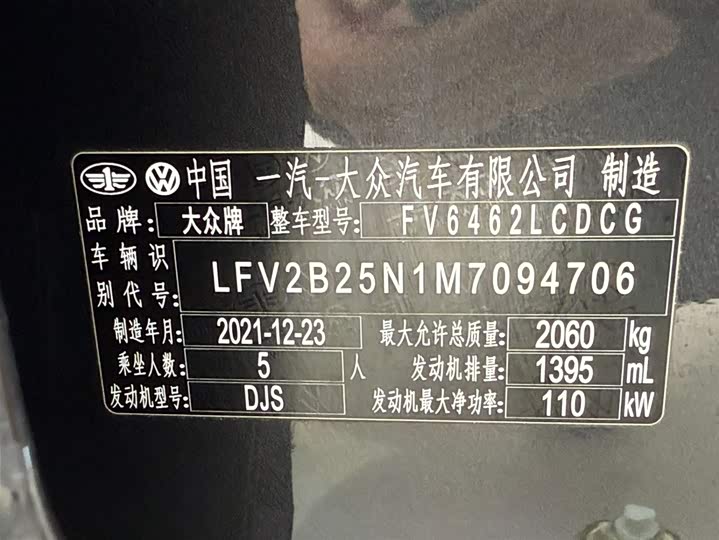 中国 一汽-大众汽车有限公司 制造
品牌: 大众牌 整车型号: FV6462LCDCG
车辆识别代号: LFV2B25N1M7094706
制造年月: 2021-12-23 最大允许总质量: 2060 kg
乘坐人数: 5 人 发动机排量: 1395 mL
发动机型号: DJS 发动机最大净功率: 110 kW